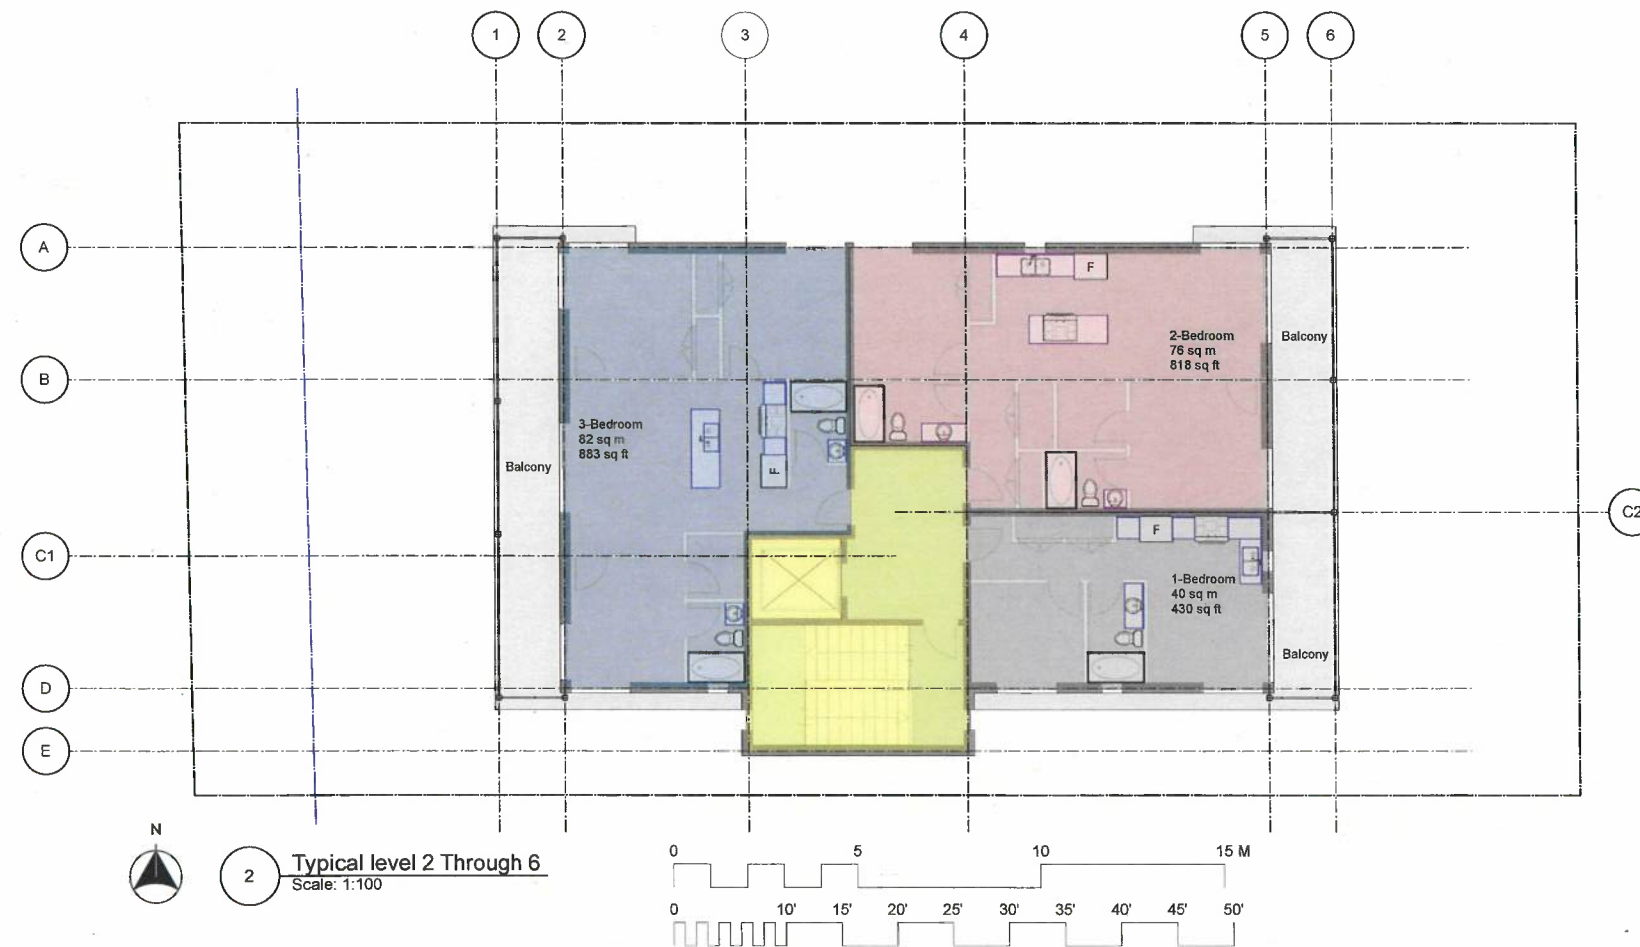 1 2 3 4 5 6
A
F
2-Bedroom
76 sq m
818 sq ft
Balcony
B
3-Bedroom
82 sq m
883 sq ft
Balcony
F
C2
F
C1
1-Bedroom
40 sq m
430 sq ft
Balcony
D
E
N
2
Typical level 2 Through 6
Scale: 1:100
0 5 10 15 M
0 10' 15' 20' 25' 30' 35' 40' 45' 50'